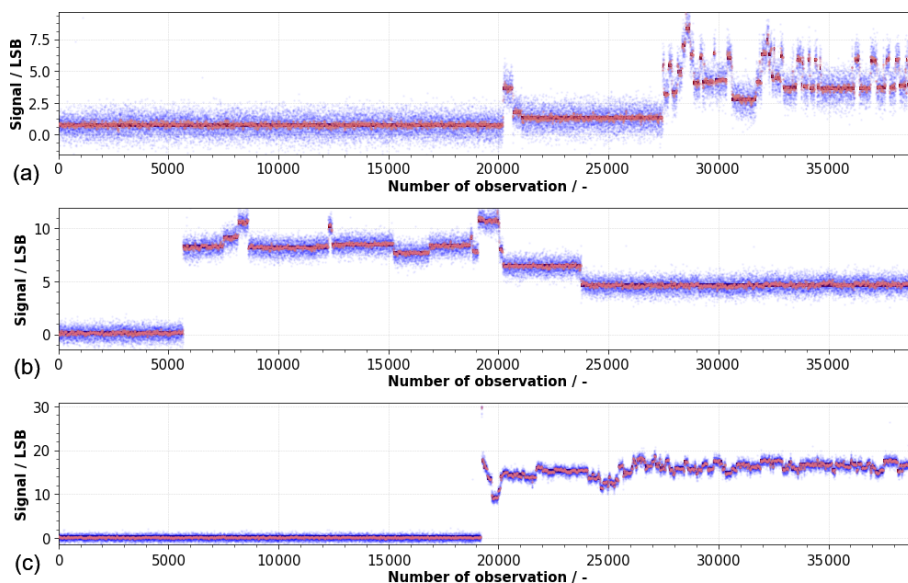 7.5
5.0
2.5
0.0
Signal / LSB
(a)
0 5000 10000 15000 20000 25000 30000 35000
Number of observation / -
10
5
0
Signal / LSB
(b)
0 5000 10000 15000 20000 25000 30000 35000
Number of observation / -
30
20
10
0
Signal / LSB
(c)
0 5000 10000 15000 20000 25000 30000 35000
Number of observation / -